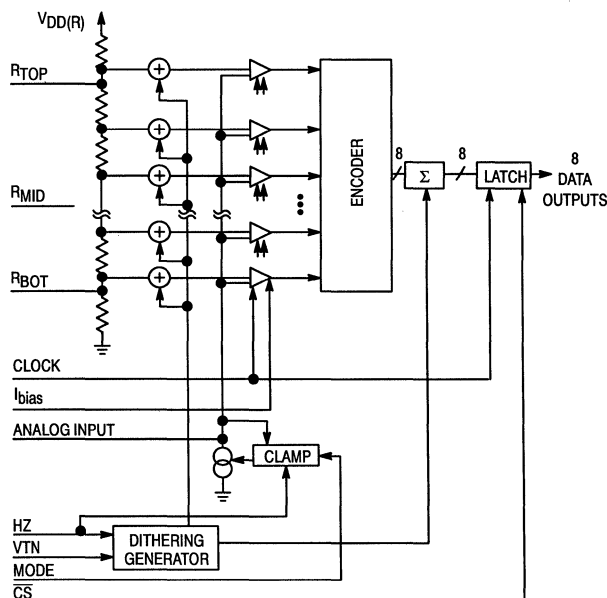 VDD(R)
RTOP
RMID
RBOT
ENCODER
8
Σ
8
LATCH
8
DATA
OUTPUTS
CLOCK
Ibias
ANALOG INPUT
CLAMP
HZ
VTN
MODE
CS
DITHERING
GENERATOR